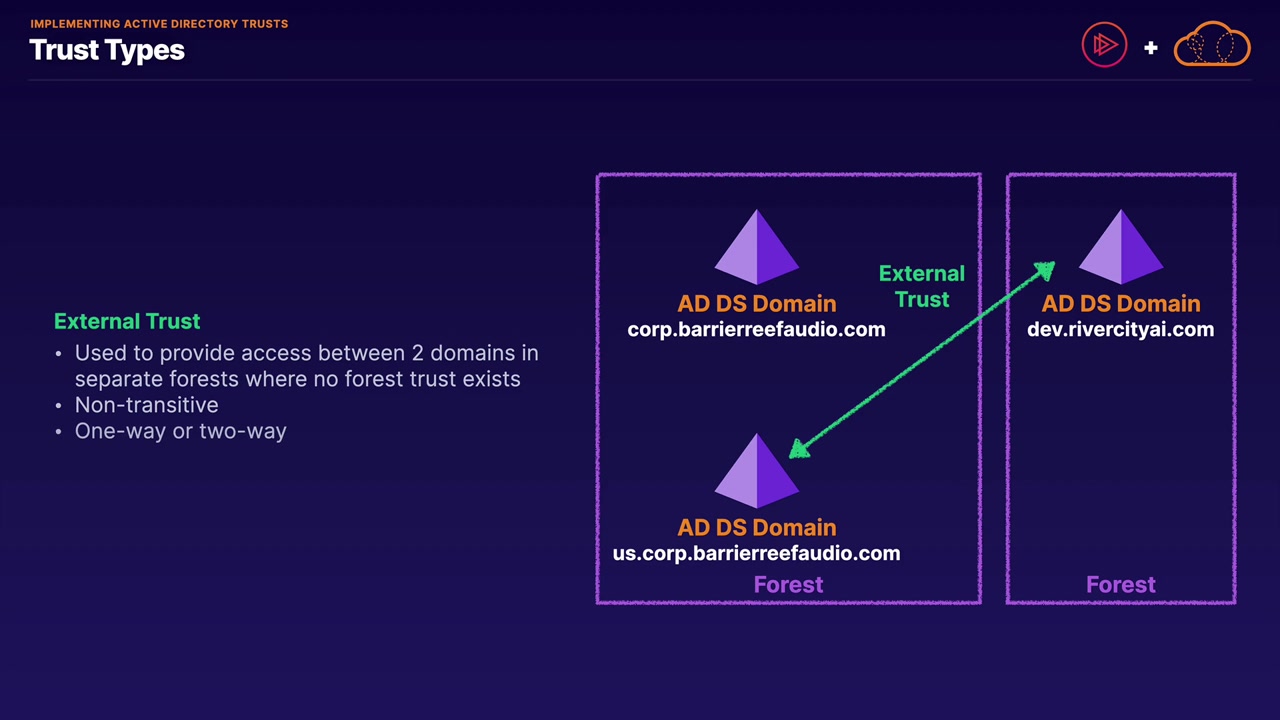 IMPLEMENTING ACTIVE DIRECTORY TRUSTS
Trust Types
+
External Trust
• Used to provide access between 2 domains in
separate forests where no forest trust exists
• Non-transitive
• One-way or two-way
AD DS Domain
corp.barrierreefaudio.com
External
Trust
AD DS Domain
dev.rivercityai.com
AD DS Domain
us.corp.barrierreefaudio.com
Forest
Forest